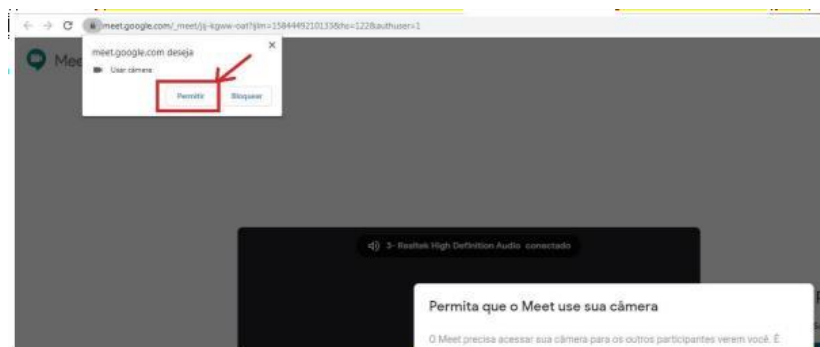 meet.google.com/_meet/jij-kgww-oat?ijlm=1584449210133&hs=122&authuser=1
Mee
meet.google.com deseja
Usar câmera
Permitir Bloquear
3- Realtek High Definition Audio conectado
Permita que o Meet use sua câmera
O Meet precisa acessar sua câmera para os outros participantes verem você. É